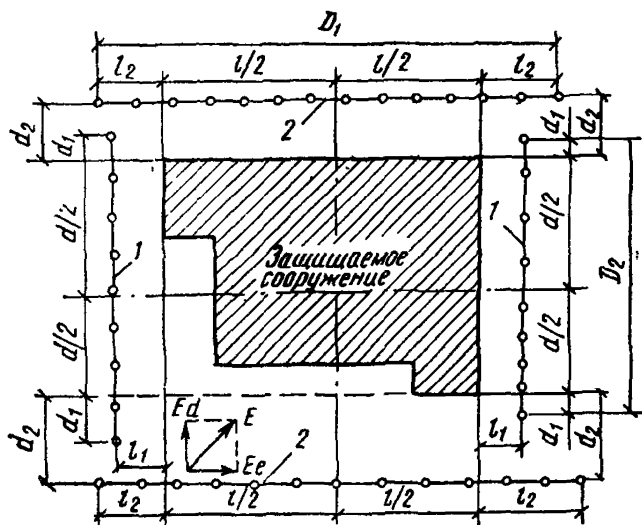 D₁
l₂ l/2 l/2 l₂
d₂ d₁ 2 d₁ d₂
d/2 1 1 d/2
Защищаемое
сооружение
D₂
d/2 d/2
Ed E
d₁ d₂ l₁ Ee 2 l₁ d₁ d₂
l₂ l/2 l/2 l₂